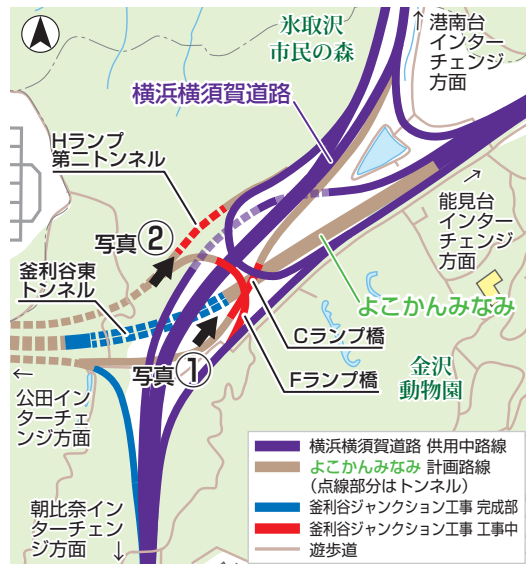 氷取沢
市民の森
↑
港南台
インター
チェンジ
方面
横浜横須賀道路
Hランプ
第二トンネル
写真②
能見台
インター
チェンジ
方面
釜利谷東
トンネル
よこかんみなみ
Cランプ橋
写真①
Fランプ橋
金沢
動物園
←
公田イン
ターチェ
ンジ方面
朝比奈イン
ターチェン
ジ方面 ↓
横浜横須賀道路 供用中路線
よこかんみなみ 計画路線
(点線部分はトンネル)
釜利谷ジャンクション工事 完成部
釜利谷ジャンクション工事 工事中
遊歩道